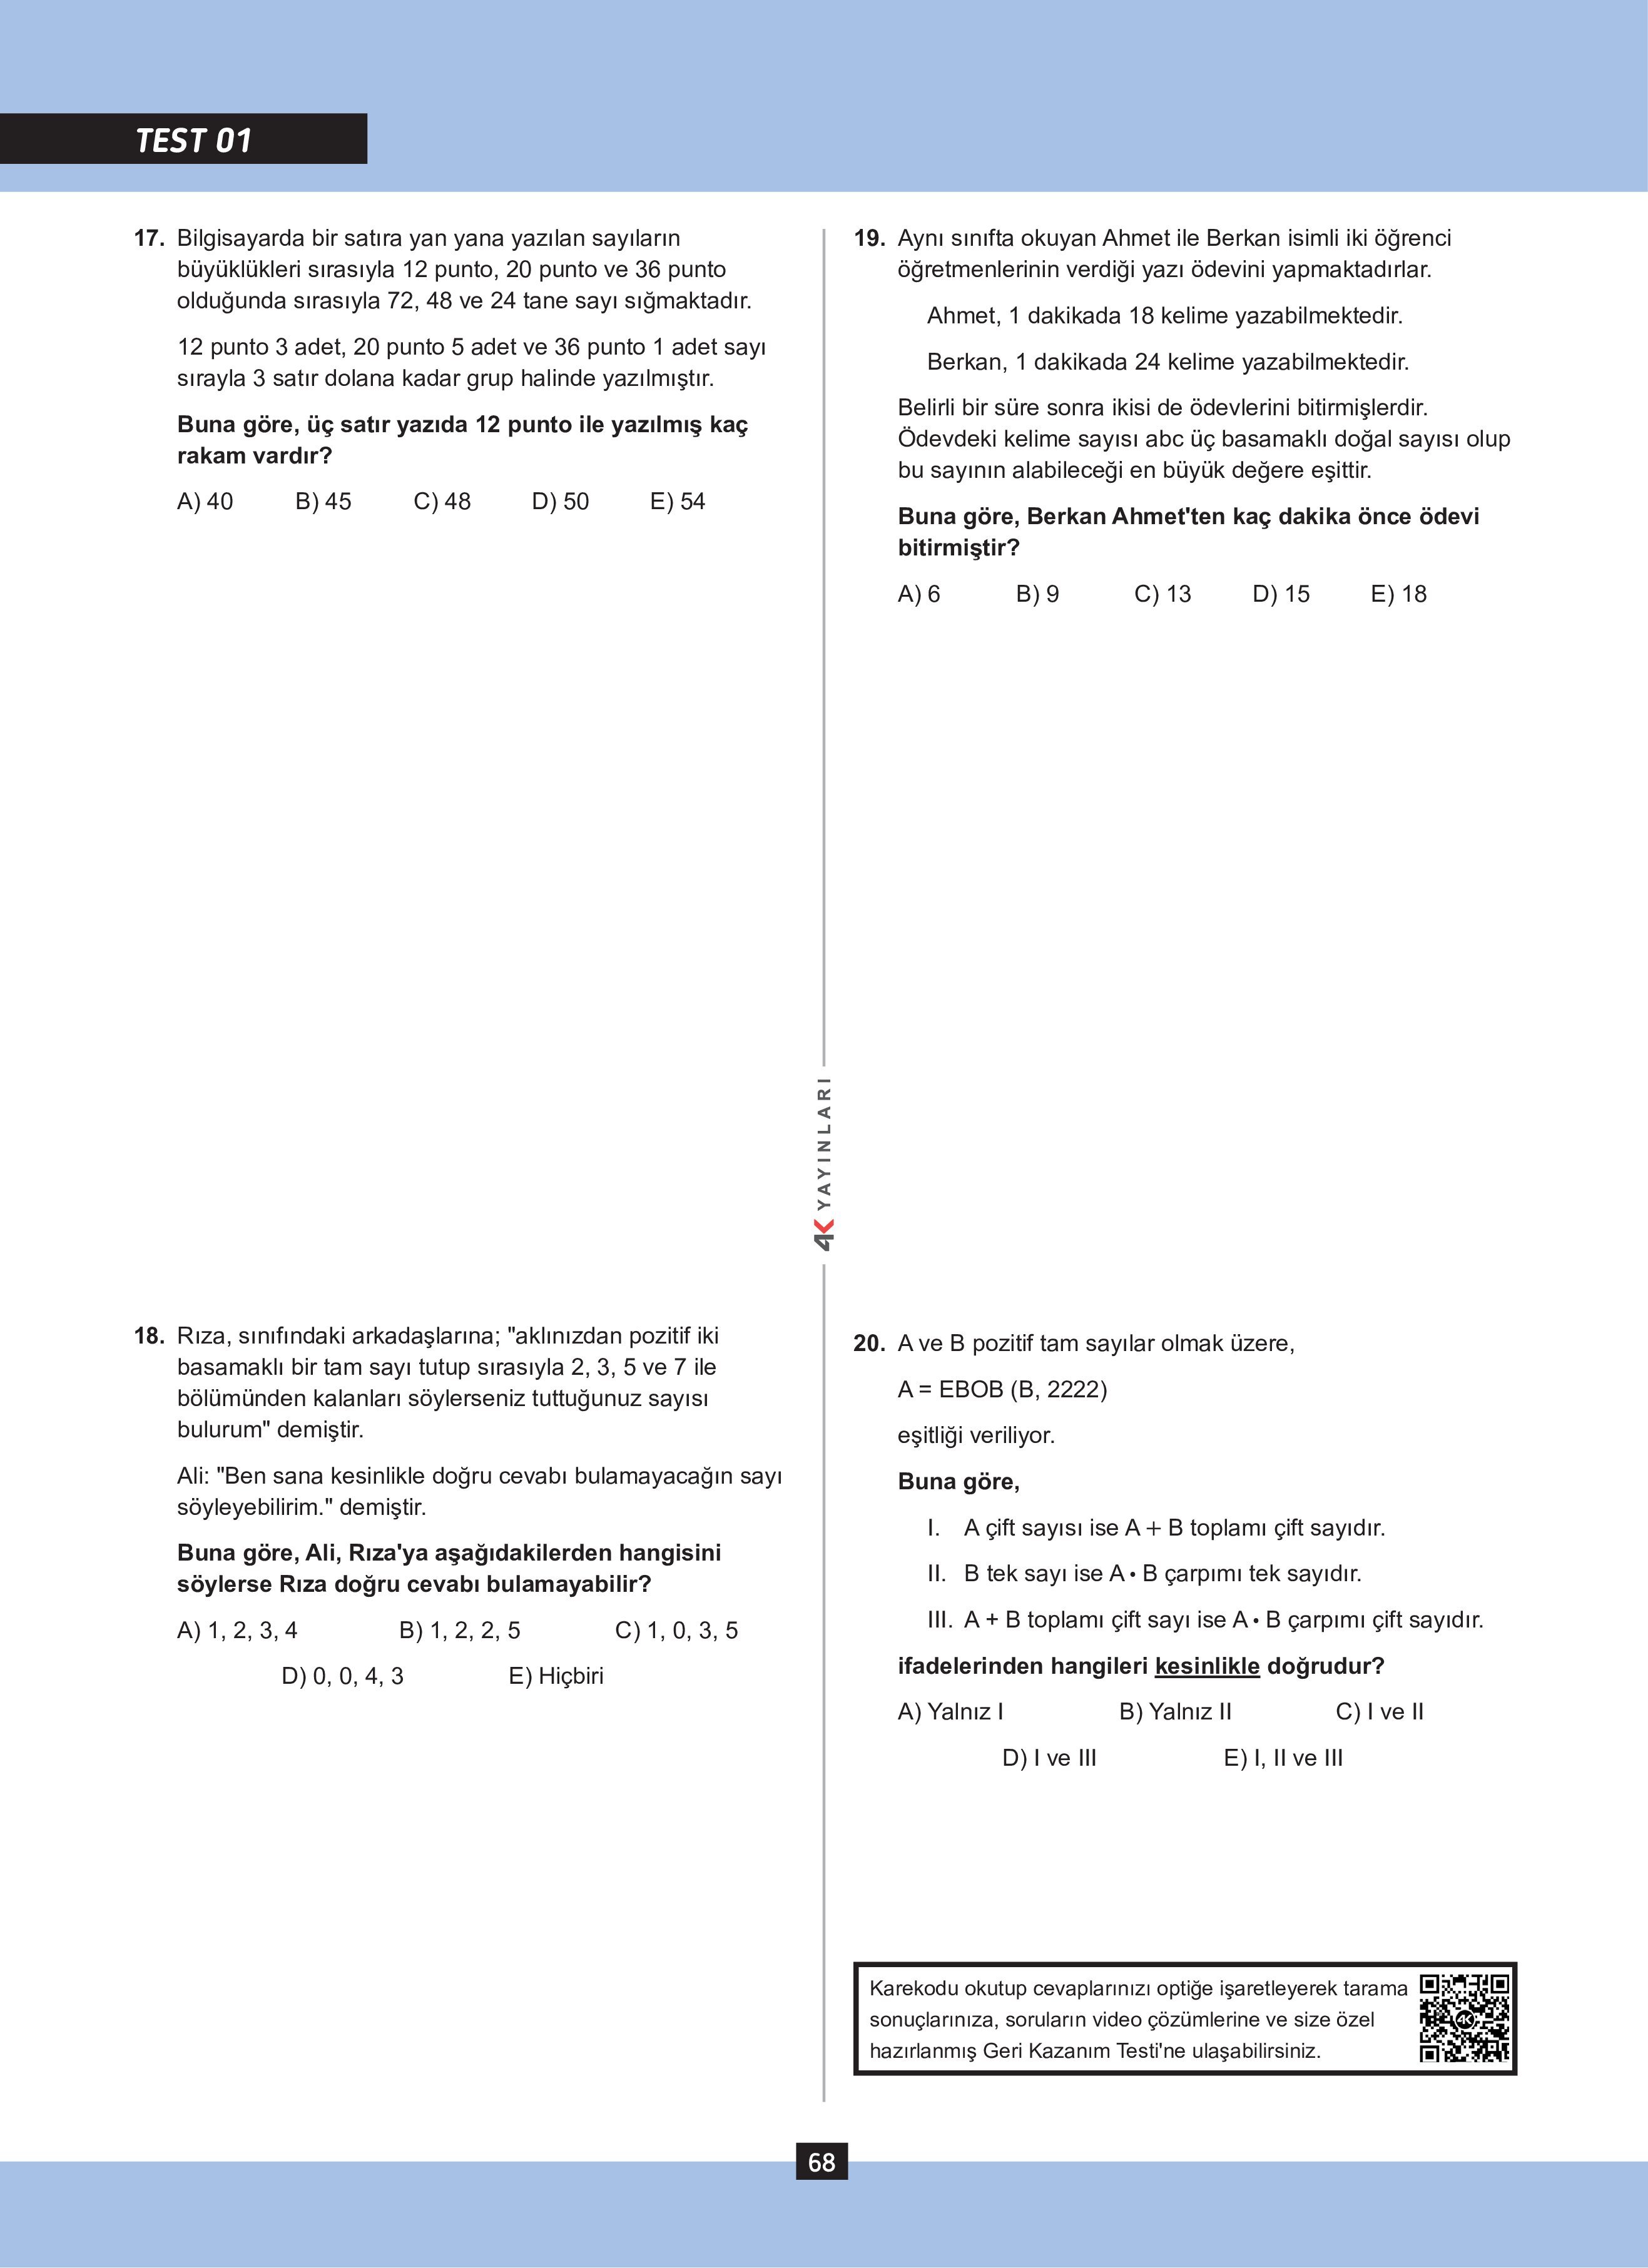 TEST 01
17. Bilgisayarda bir satıra yan yana yazılan sayıların
büyüklükleri sırasıyla 12 punto, 20 punto ve 36 punto
olduğunda sırasıyla 72, 48 ve 24 tane sayı sığmaktadır.
12 punto 3 adet, 20 punto 5 adet ve 36 punto 1 adet sayı
sırayla 3 satır dolana kadar grup halinde yazılmıştır.
Buna göre, üç satır yazıda 12 punto ile yazılmış kaç
rakam vardır?
A) 40 B) 45 C) 48 D) 50 E) 54
18. Rıza, sınıfındaki arkadaşlarına; "aklınızdan pozitif iki
basamaklı bir tam sayı tutup sırasıyla 2, 3, 5 ve 7 ile
bölümünden kalanları söylerseniz tuttuğunuz sayısı
bulurum" demiştir.
Ali: "Ben sana kesinlikle doğru cevabı bulamayacağın sayı
söyleyebilirim." demiştir.
Buna göre, Ali, Rıza'ya aşağıdakilerden hangisini
söylerse Rıza doğru cevabı bulamayabilir?
A) 1, 2, 3, 4 B) 1, 2, 2, 5 C) 1, 0, 3, 5
D) 0, 0, 4, 3 E) Hiçbiri
4K YAYINLARI
19. Aynı sınıfta okuyan Ahmet ile Berkan isimli iki öğrenci
öğretmenlerinin verdiği yazı ödevini yapmaktadırlar.
Ahmet, 1 dakikada 18 kelime yazabilmektedir.
Berkan, 1 dakikada 24 kelime yazabilmektedir.
Belirli bir süre sonra ikisi de ödevlerini bitirmişlerdir.
Ödevdeki kelime sayısı abc üç basamaklı doğal sayısı olup
bu sayının alabileceği en büyük değere eşittir.
Buna göre, Berkan Ahmet'ten kaç dakika önce ödevi
bitirmiştir?
A) 6 B) 9 C) 13 D) 15 E) 18
20. A ve B pozitif tam sayılar olmak üzere,
A = EBOB (B, 2222)
eşitliği veriliyor.
Buna göre,
I. A çift sayısı ise A + B toplamı çift sayıdır.
II. B tek sayı ise A • B çarpımı tek sayıdır.
III. A + B toplamı çift sayı ise A • B çarpımı çift sayıdır.
ifadelerinden hangileri kesinlikle doğrudur?
A) Yalnız I B) Yalnız II C) I ve II
D) I ve III E) I, II ve III
Karekodu okutup cevaplarınızı optiğe işaretleyerek tarama
sonuçlarınıza, soruların video çözümlerine ve size özel
hazırlanmış Geri Kazanım Testi'ne ulaşabilirsiniz.
4K
68